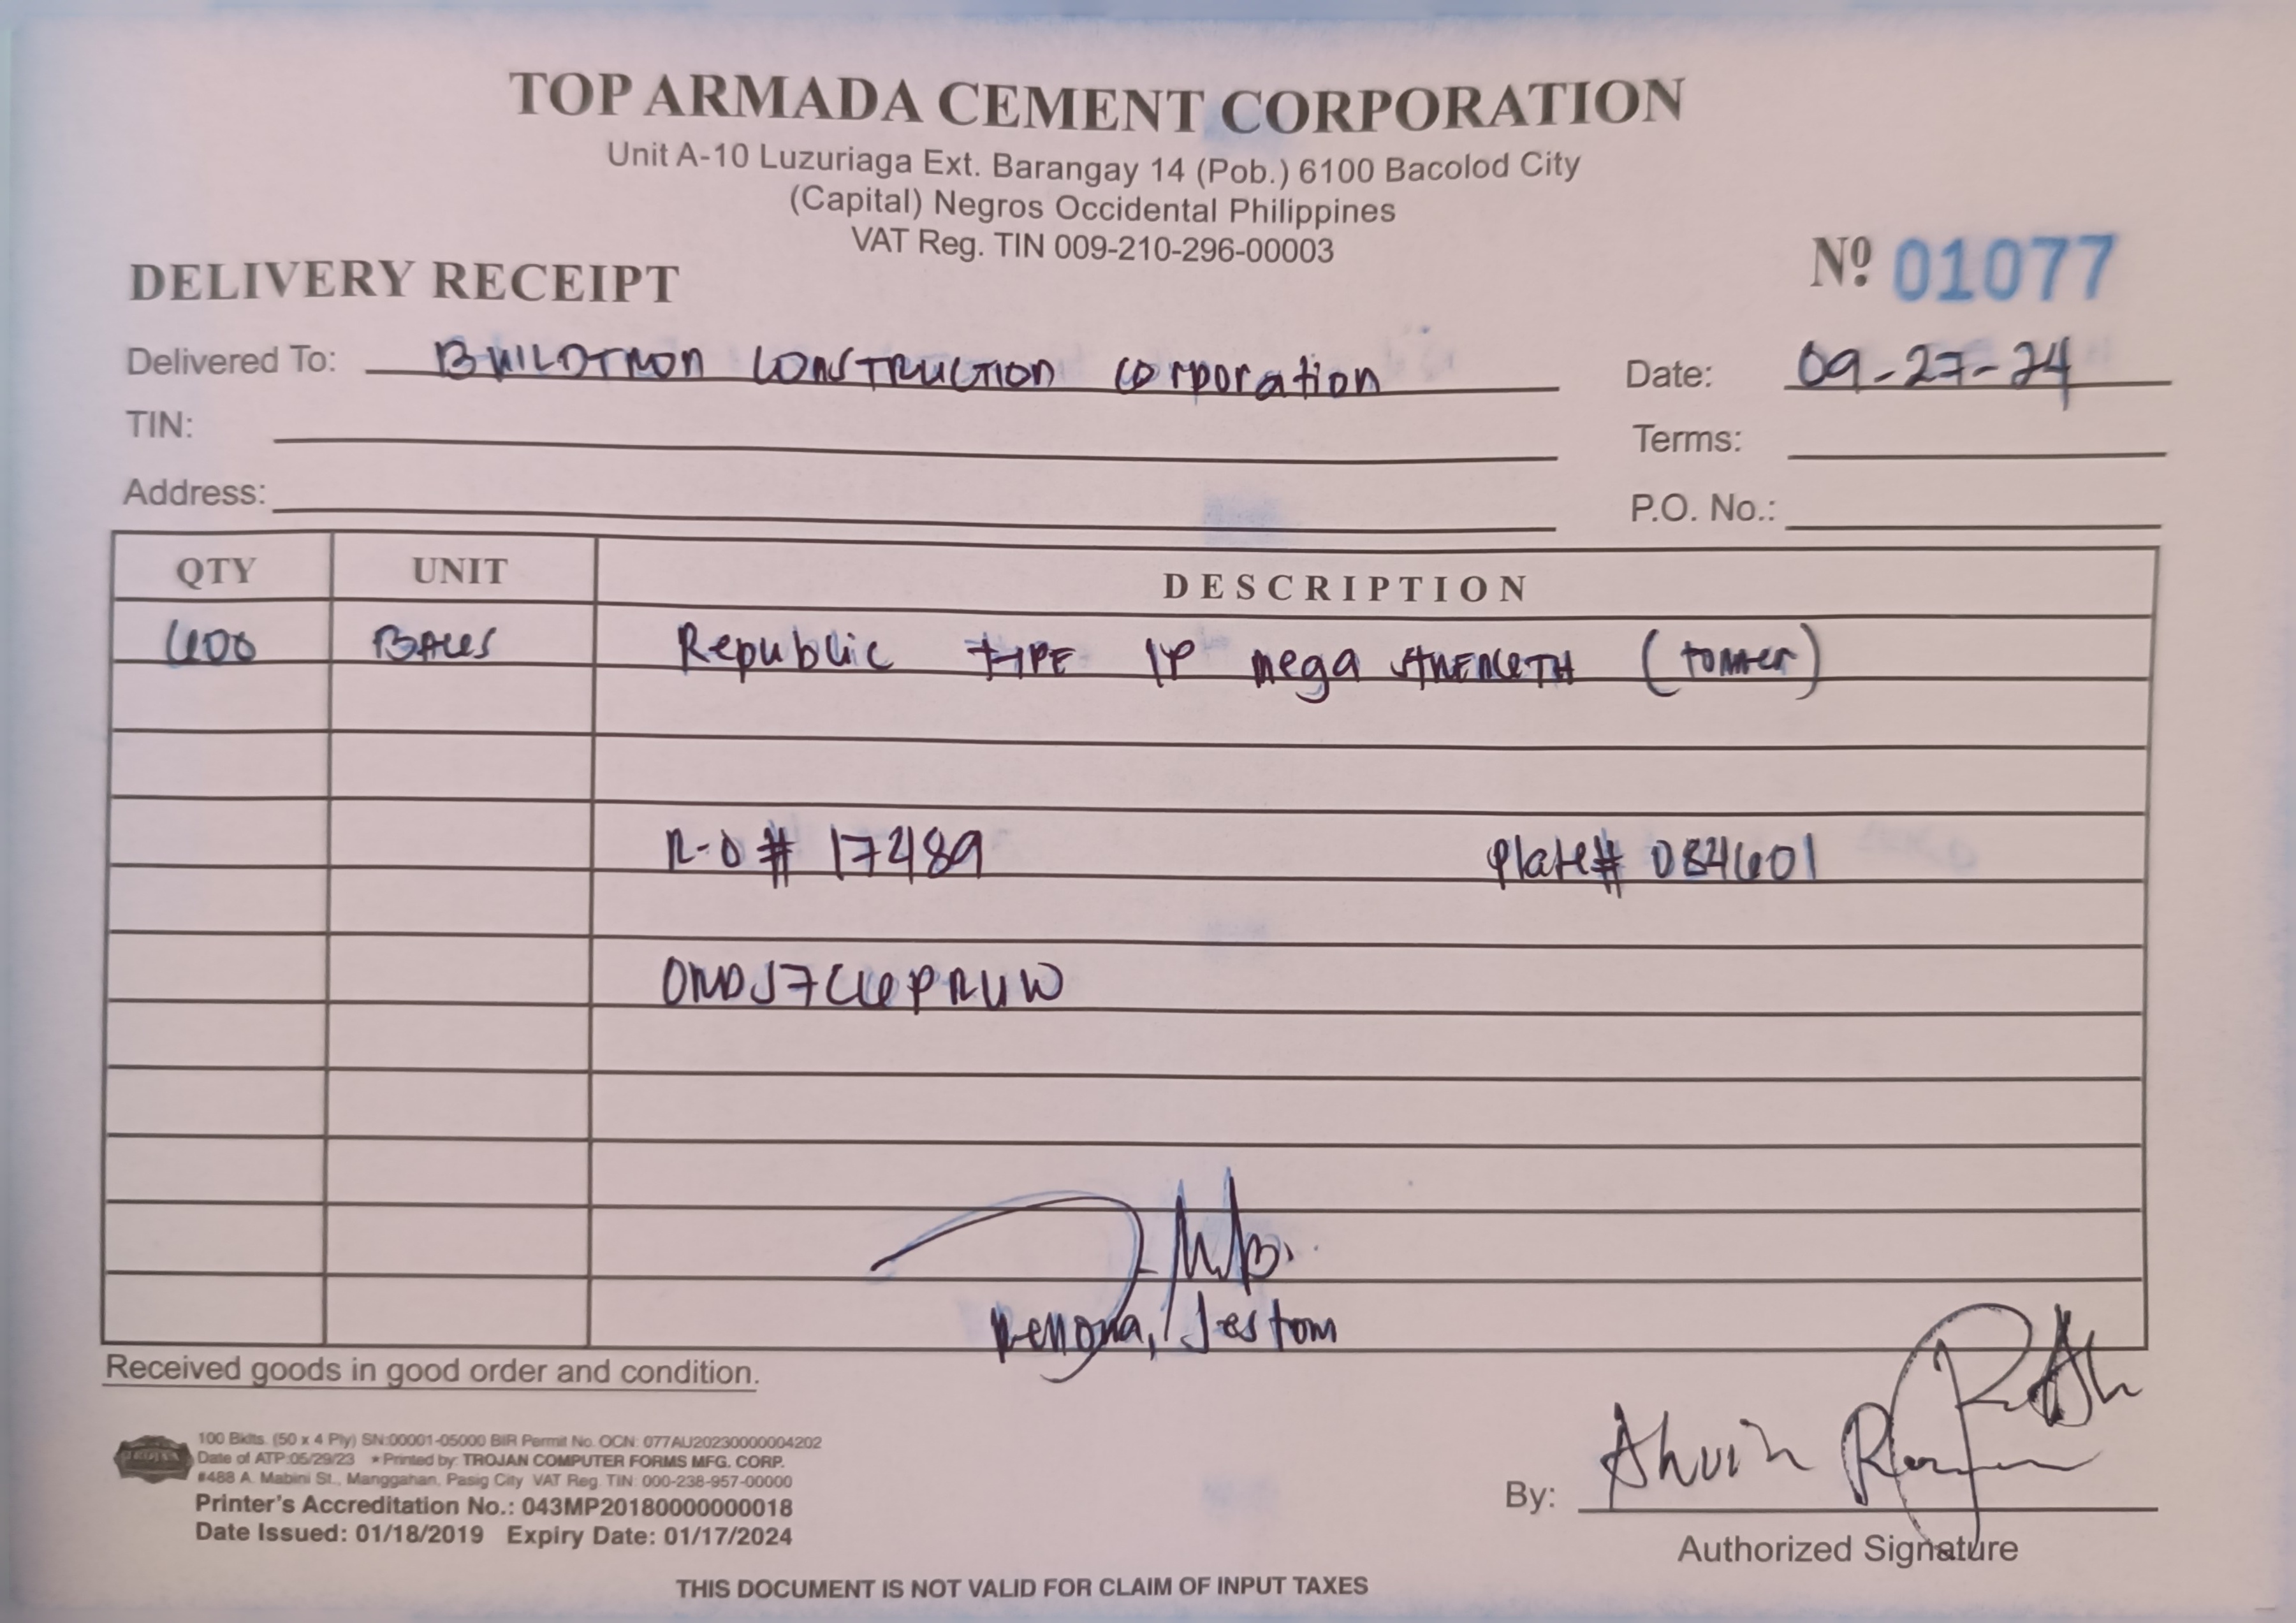 TOP ARMADA CEMENT CORPORATION
Unit A-10 Luzuriaga Ext. Barangay 14 (Pob.) 6100 Bacolod City
(Capital) Negros Occidental Philippines
VAT Reg. TIN 009-210-296-00003
DELIVERY RECEIPT
Nº 01077
Delivered To: BUILDTRON CONSTRUCTION Corporation
Date: 09-27-24
TIN:
Terms:
Address:
P.O. No.:
QTY UNIT DESCRIPTION
600 BAGS Republic TYPE 1P mega STRENGTH (TONNER)
R-O # 17489 Plate# 084601
Jestom
Received goods in good order and condition.
100 Bklts. (50 x 4 Ply) SN:00001-05000 BIR Permit No. OCN: 077AU20230000004202
Date of ATP:05/29/23 ★Printed by: TROJAN COMPUTER FORMS MFG. CORP.
#488 A. Mabini St., Manggahan, Pasig City VAT Reg. TIN: 000-238-957-00000
Printer's Accreditation No.: 043MP20180000000018
Date Issued: 01/18/2019 Expiry Date: 01/17/2024
By:
Authorized Signature
THIS DOCUMENT IS NOT VALID FOR CLAIM OF INPUT TAXES